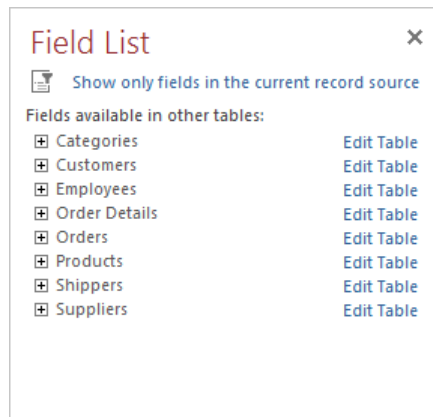 Field List
Show only fields in the current record source
Fields available in other tables:
Categories Edit Table
Customers Edit Table
Employees Edit Table
Order Details Edit Table
Orders Edit Table
Products Edit Table
Shippers Edit Table
Suppliers Edit Table